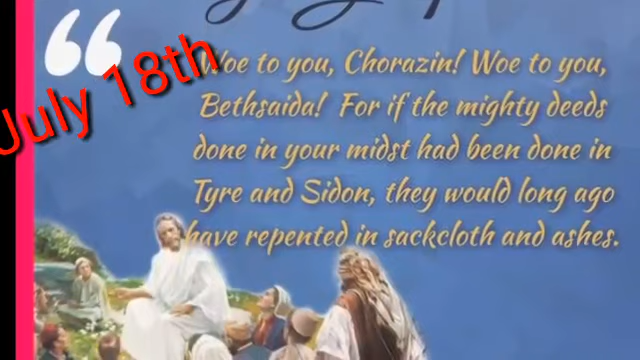 July 18th
Woe to you, Chorazin! Woe to you,
Bethsaida! For if the mighty deeds
done in your midst had been done in
Tyre and Sidon, they would long ago
have repented in sackcloth and ashes.